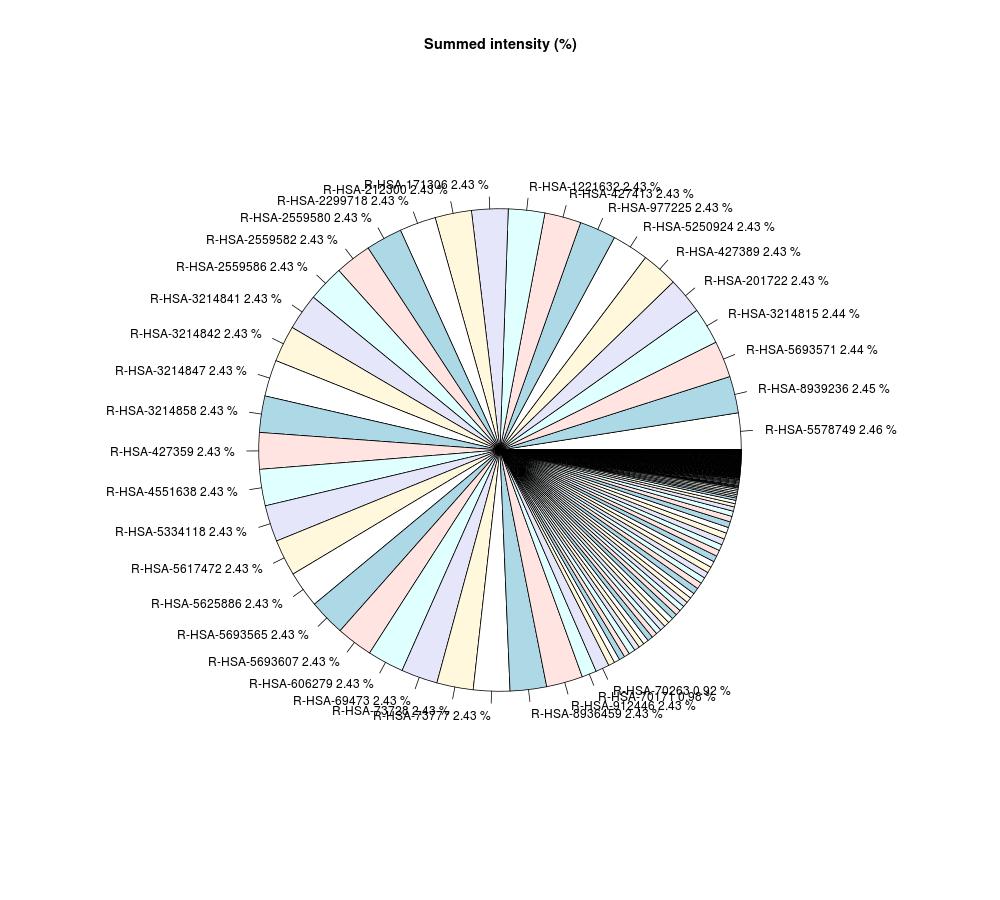 Summed intensity (%)
R-HSA-171306 2.43 %
R-HSA-1221632 2.43 %
R-HSA-212300 2.43 %
R-HSA-427413 2.43 %
R-HSA-2299718 2.43 %
R-HSA-977225 2.43 %
R-HSA-2559580 2.43 %
R-HSA-5250924 2.43 %
R-HSA-2559582 2.43 %
R-HSA-427389 2.43 %
R-HSA-2559586 2.43 %
R-HSA-201722 2.43 %
R-HSA-3214841 2.43 %
R-HSA-3214815 2.44 %
R-HSA-3214842 2.43 %
R-HSA-5693571 2.44 %
R-HSA-3214847 2.43 %
R-HSA-8939236 2.45 %
R-HSA-3214858 2.43 %
R-HSA-5578749 2.46 %
R-HSA-427359 2.43 %
R-HSA-4551638 2.43 %
R-HSA-5334118 2.43 %
R-HSA-5617472 2.43 %
R-HSA-5625886 2.43 %
R-HSA-5693565 2.43 %
R-HSA-5693607 2.43 %
R-HSA-606279 2.43 %
R-HSA-70263 0.92 %
R-HSA-70171 0.98 %
R-HSA-69473 2.43 %
R-HSA-912446 2.43 %
R-HSA-73728 2.43 %
R-HSA-8936459 2.43 %
R-HSA-73777 2.43 %